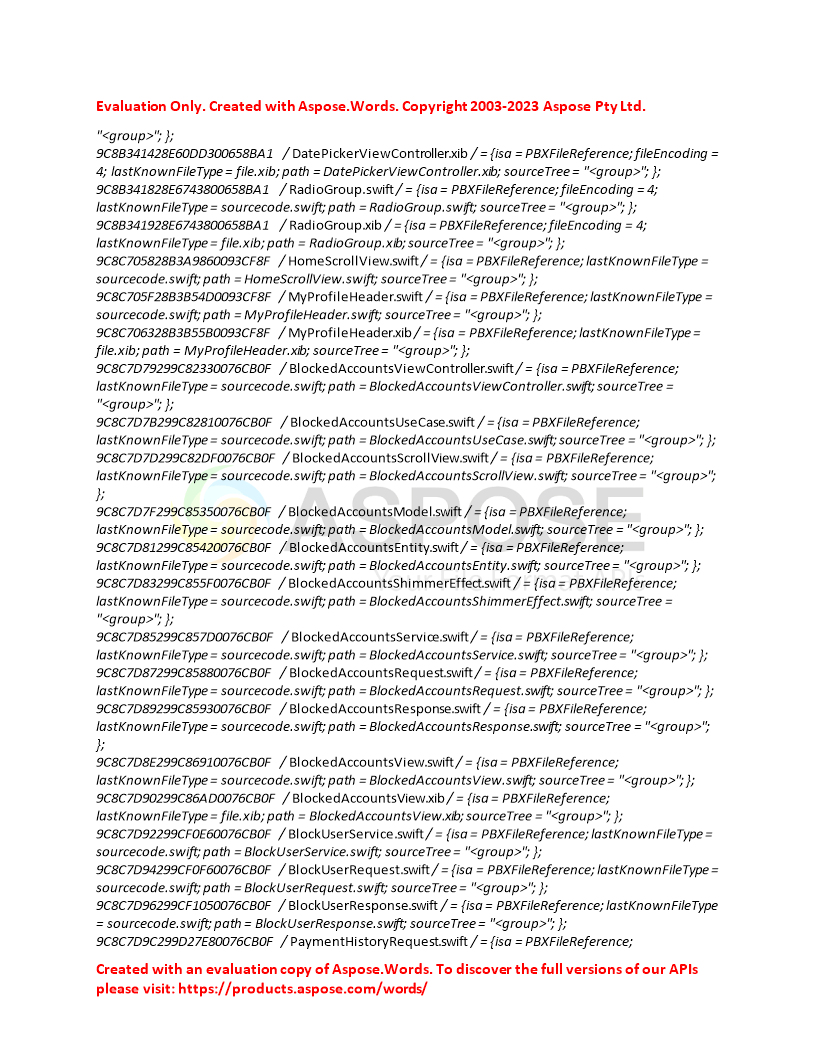 Evaluation Only. Created with Aspose.Words. Copyright 2003-2023 Aspose Pty Ltd.
"<group>"; };
9C8B341428E60DD300658BA1 / DatePickerViewController.xib / = {isa = PBXFileReference; fileEncoding =
4; lastKnownFileType = file.xib; path = DatePickerViewController.xib; sourceTree = "<group>"; };
9C8B341828E6743800658BA1 / RadioGroup.swift / = {isa = PBXFileReference; fileEncoding = 4;
lastKnownFileType = sourcecode.swift; path = RadioGroup.swift; sourceTree = "<group>"; };
9C8B341928E6743800658BA1 / RadioGroup.xib / = {isa = PBXFileReference; fileEncoding = 4;
lastKnownFileType = file.xib; path = RadioGroup.xib; sourceTree = "<group>"; };
9C8C705828B3A9860093CF8F / HomeScrollView.swift / = {isa = PBXFileReference; lastKnownFileType =
sourcecode.swift; path = HomeScrollView.swift; sourceTree = "<group>"; };
9C8C705F28B3B54D0093CF8F / MyProfileHeader.swift / = {isa = PBXFileReference; lastKnownFileType =
sourcecode.swift; path = MyProfileHeader.swift; sourceTree = "<group>"; };
9C8C706328B3B55B0093CF8F / MyProfileHeader.xib / = {isa = PBXFileReference; lastKnownFileType =
file.xib; path = MyProfileHeader.xib; sourceTree = "<group>"; };
9C8C7D79299C82330076CB0F / BlockedAccountsViewController.swift / = {isa = PBXFileReference;
lastKnownFileType = sourcecode.swift; path = BlockedAccountsViewController.swift; sourceTree =
"<group>"; };
9C8C7D7B299C82810076CB0F / BlockedAccountsUseCase.swift / = {isa = PBXFileReference;
lastKnownFileType = sourcecode.swift; path = BlockedAccountsUseCase.swift; sourceTree = "<group>"; };
9C8C7D7D299C82DF0076CB0F / BlockedAccountsScrollView.swift / = {isa = PBXFileReference;
lastKnownFileType = sourcecode.swift; path = BlockedAccountsScrollView.swift; sourceTree = "<group>";
};
9C8C7D7F299C85350076CB0F / BlockedAccountsModel.swift / = {isa = PBXFileReference;
lastKnownFileType = sourcecode.swift; path = BlockedAccountsModel.swift; sourceTree = "<group>"; };
9C8C7D81299C85420076CB0F / BlockedAccountsEntity.swift / = {isa = PBXFileReference;
lastKnownFileType = sourcecode.swift; path = BlockedAccountsEntity.swift; sourceTree = "<group>"; };
9C8C7D83299C855F0076CB0F / BlockedAccountsShimmerEffect.swift / = {isa = PBXFileReference;
lastKnownFileType = sourcecode.swift; path = BlockedAccountsShimmerEffect.swift; sourceTree =
"<group>"; };
9C8C7D85299C857D0076CB0F / BlockedAccountsService.swift / = {isa = PBXFileReference;
lastKnownFileType = sourcecode.swift; path = BlockedAccountsService.swift; sourceTree = "<group>"; };
9C8C7D87299C85880076CB0F / BlockedAccountsRequest.swift / = {isa = PBXFileReference;
lastKnownFileType = sourcecode.swift; path = BlockedAccountsRequest.swift; sourceTree = "<group>"; };
9C8C7D89299C85930076CB0F / BlockedAccountsResponse.swift / = {isa = PBXFileReference;
lastKnownFileType = sourcecode.swift; path = BlockedAccountsResponse.swift; sourceTree = "<group>";
};
9C8C7D8E299C86910076CB0F / BlockedAccountsView.swift / = {isa = PBXFileReference;
lastKnownFileType = sourcecode.swift; path = BlockedAccountsView.swift; sourceTree = "<group>"; };
9C8C7D90299C86AD0076CB0F / BlockedAccountsView.xib / = {isa = PBXFileReference;
lastKnownFileType = file.xib; path = BlockedAccountsView.xib; sourceTree = "<group>"; };
9C8C7D92299CF0E60076CB0F / BlockUserService.swift / = {isa = PBXFileReference; lastKnownFileType =
sourcecode.swift; path = BlockUserService.swift; sourceTree = "<group>"; };
9C8C7D94299CF0F60076CB0F / BlockUserRequest.swift / = {isa = PBXFileReference; lastKnownFileType =
sourcecode.swift; path = BlockUserRequest.swift; sourceTree = "<group>"; };
9C8C7D96299CF1050076CB0F / BlockUserResponse.swift / = {isa = PBXFileReference; lastKnownFileType
= sourcecode.swift; path = BlockUserResponse.swift; sourceTree = "<group>"; };
9C8C7D9C299D27E80076CB0F / PaymentHistoryRequest.swift / = {isa = PBXFileReference;
ASPOSE
Created with an evaluation copy of Aspose.Words. To discover the full versions of our APIs
please visit: https://products.aspose.com/words/